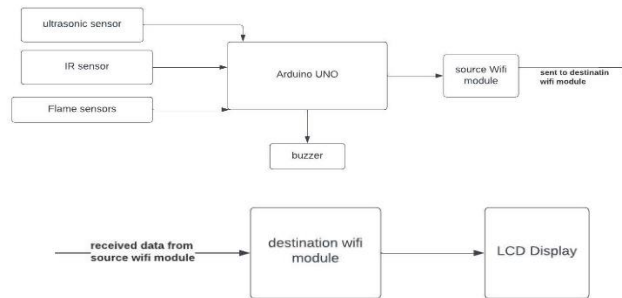 ultrasonic sensor
IR sensor
Arduino UNO
source Wifi
module
sent to destinatin
wifi module
Flame sensors
buzzer
received data from
source wifi module
destination wifi
module
LCD Display